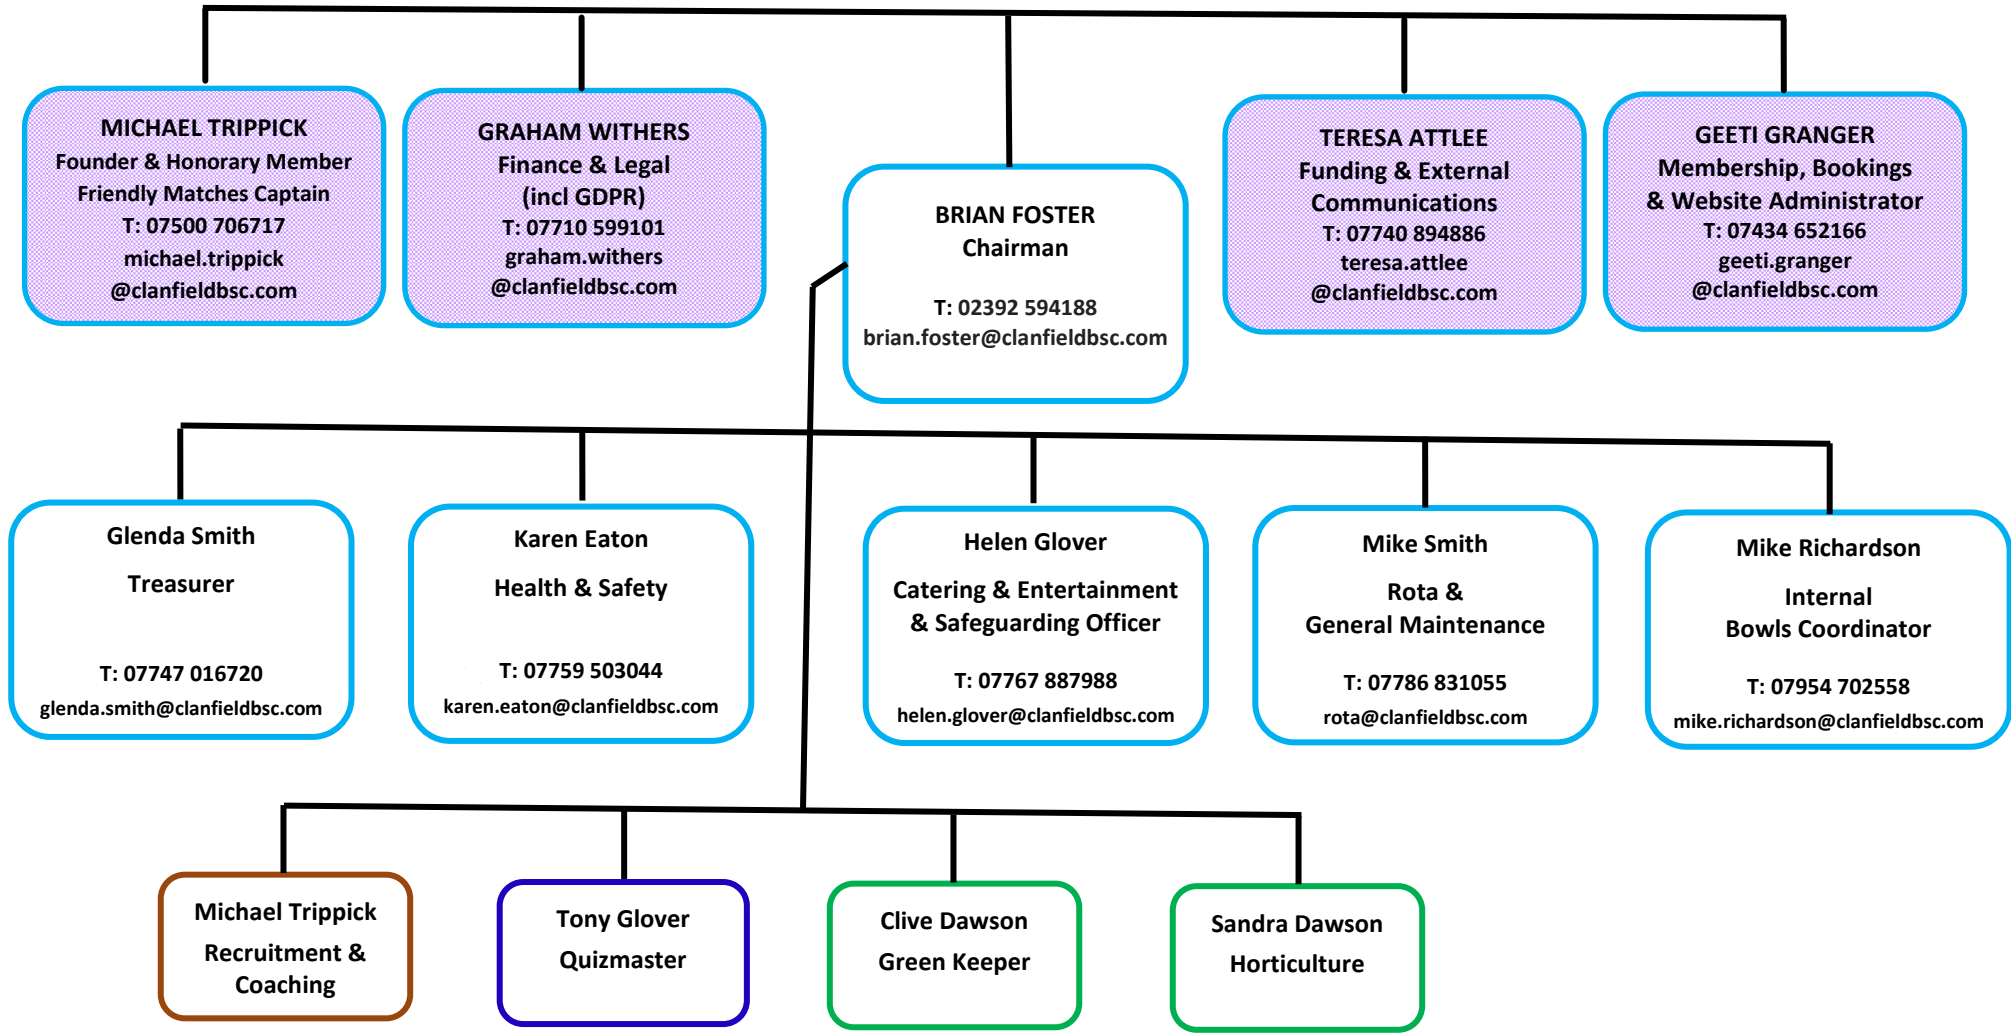 MICHAEL TRIPPICK
Founder & Honorary Member
Friendly Matches Captain
T: 07500 706717
michael.trippick
@clanfieldbsc.com
GRAHAM WITHERS
Finance & Legal
(incl GDPR)
T: 07710 599101
graham.withers
@clanfieldbsc.com
BRIAN FOSTER
Chairman
T: 02392 594188
brian.foster@clanfieldbsc.com
TERESA ATTLEE
Funding & External
Communications
T: 07740 894886
teresa.attlee
@clanfieldbsc.com
GEETI GRANGER
Membership, Bookings
& Website Administrator
T: 07434 652166
geeti.granger
@clanfieldbsc.com
Glenda Smith
Treasurer
T: 07747 016720
glenda.smith@clanfieldbsc.com
Karen Eaton
Health & Safety
T: 07759 503044
karen.eaton@clanfieldbsc.com
Helen Glover
Catering & Entertainment
& Safeguarding Officer
T: 07767 887988
helen.glover@clanfieldbsc.com
Mike Smith
Rota &
General Maintenance
T: 07786 831055
rota@clanfieldbsc.com
Mike Richardson
Internal
Bowls Coordinator
T: 07954 702558
mike.richardson@clanfieldbsc.com
Michael Trippick
Recruitment &
Coaching
Tony Glover
Quizmaster
Clive Dawson
Green Keeper
Sandra Dawson
Horticulture